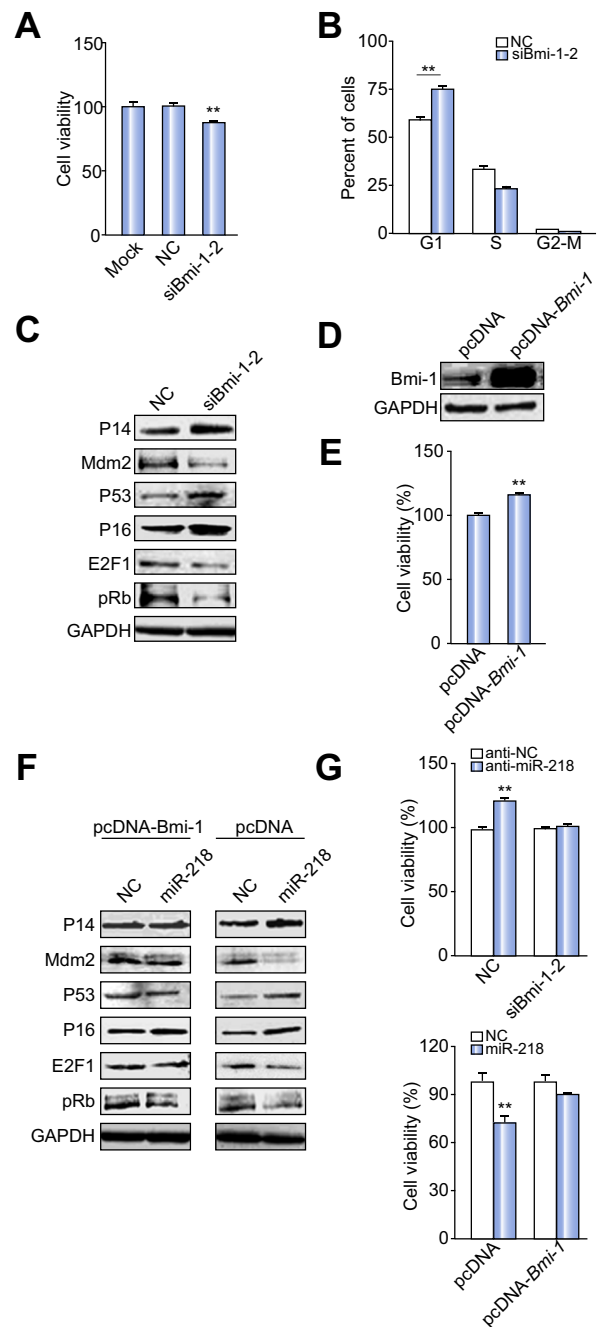 A
Cell viability
150
100
50
0
**
Mock
NC
siBmi-1-2
B
Percent of cells
100
75
50
25
0
NC
siBmi-1-2
**
G1
S
G2-M
C
NC
siBmi-1-2
P14
Mdm2
P53
P16
E2F1
pRb
GAPDH
D
pcDNA
pcDNA-Bmi-1
Bmi-1
GAPDH
E
Cell viability (%)
150
100
50
0
**
pcDNA
pcDNA-Bmi-1
F
pcDNA-Bmi-1
pcDNA
NC
miR-218
NC
miR-218
P14
Mdm2
P53
P16
E2F1
pRb
GAPDH
G
anti-NC
anti-miR-218
Cell viability (%)
150
100
50
0
**
NC
siBmi-1-2
NC
miR-218
Cell viability (%)
120
90
60
30
0
**
pcDNA
pcDNA-Bmi-1